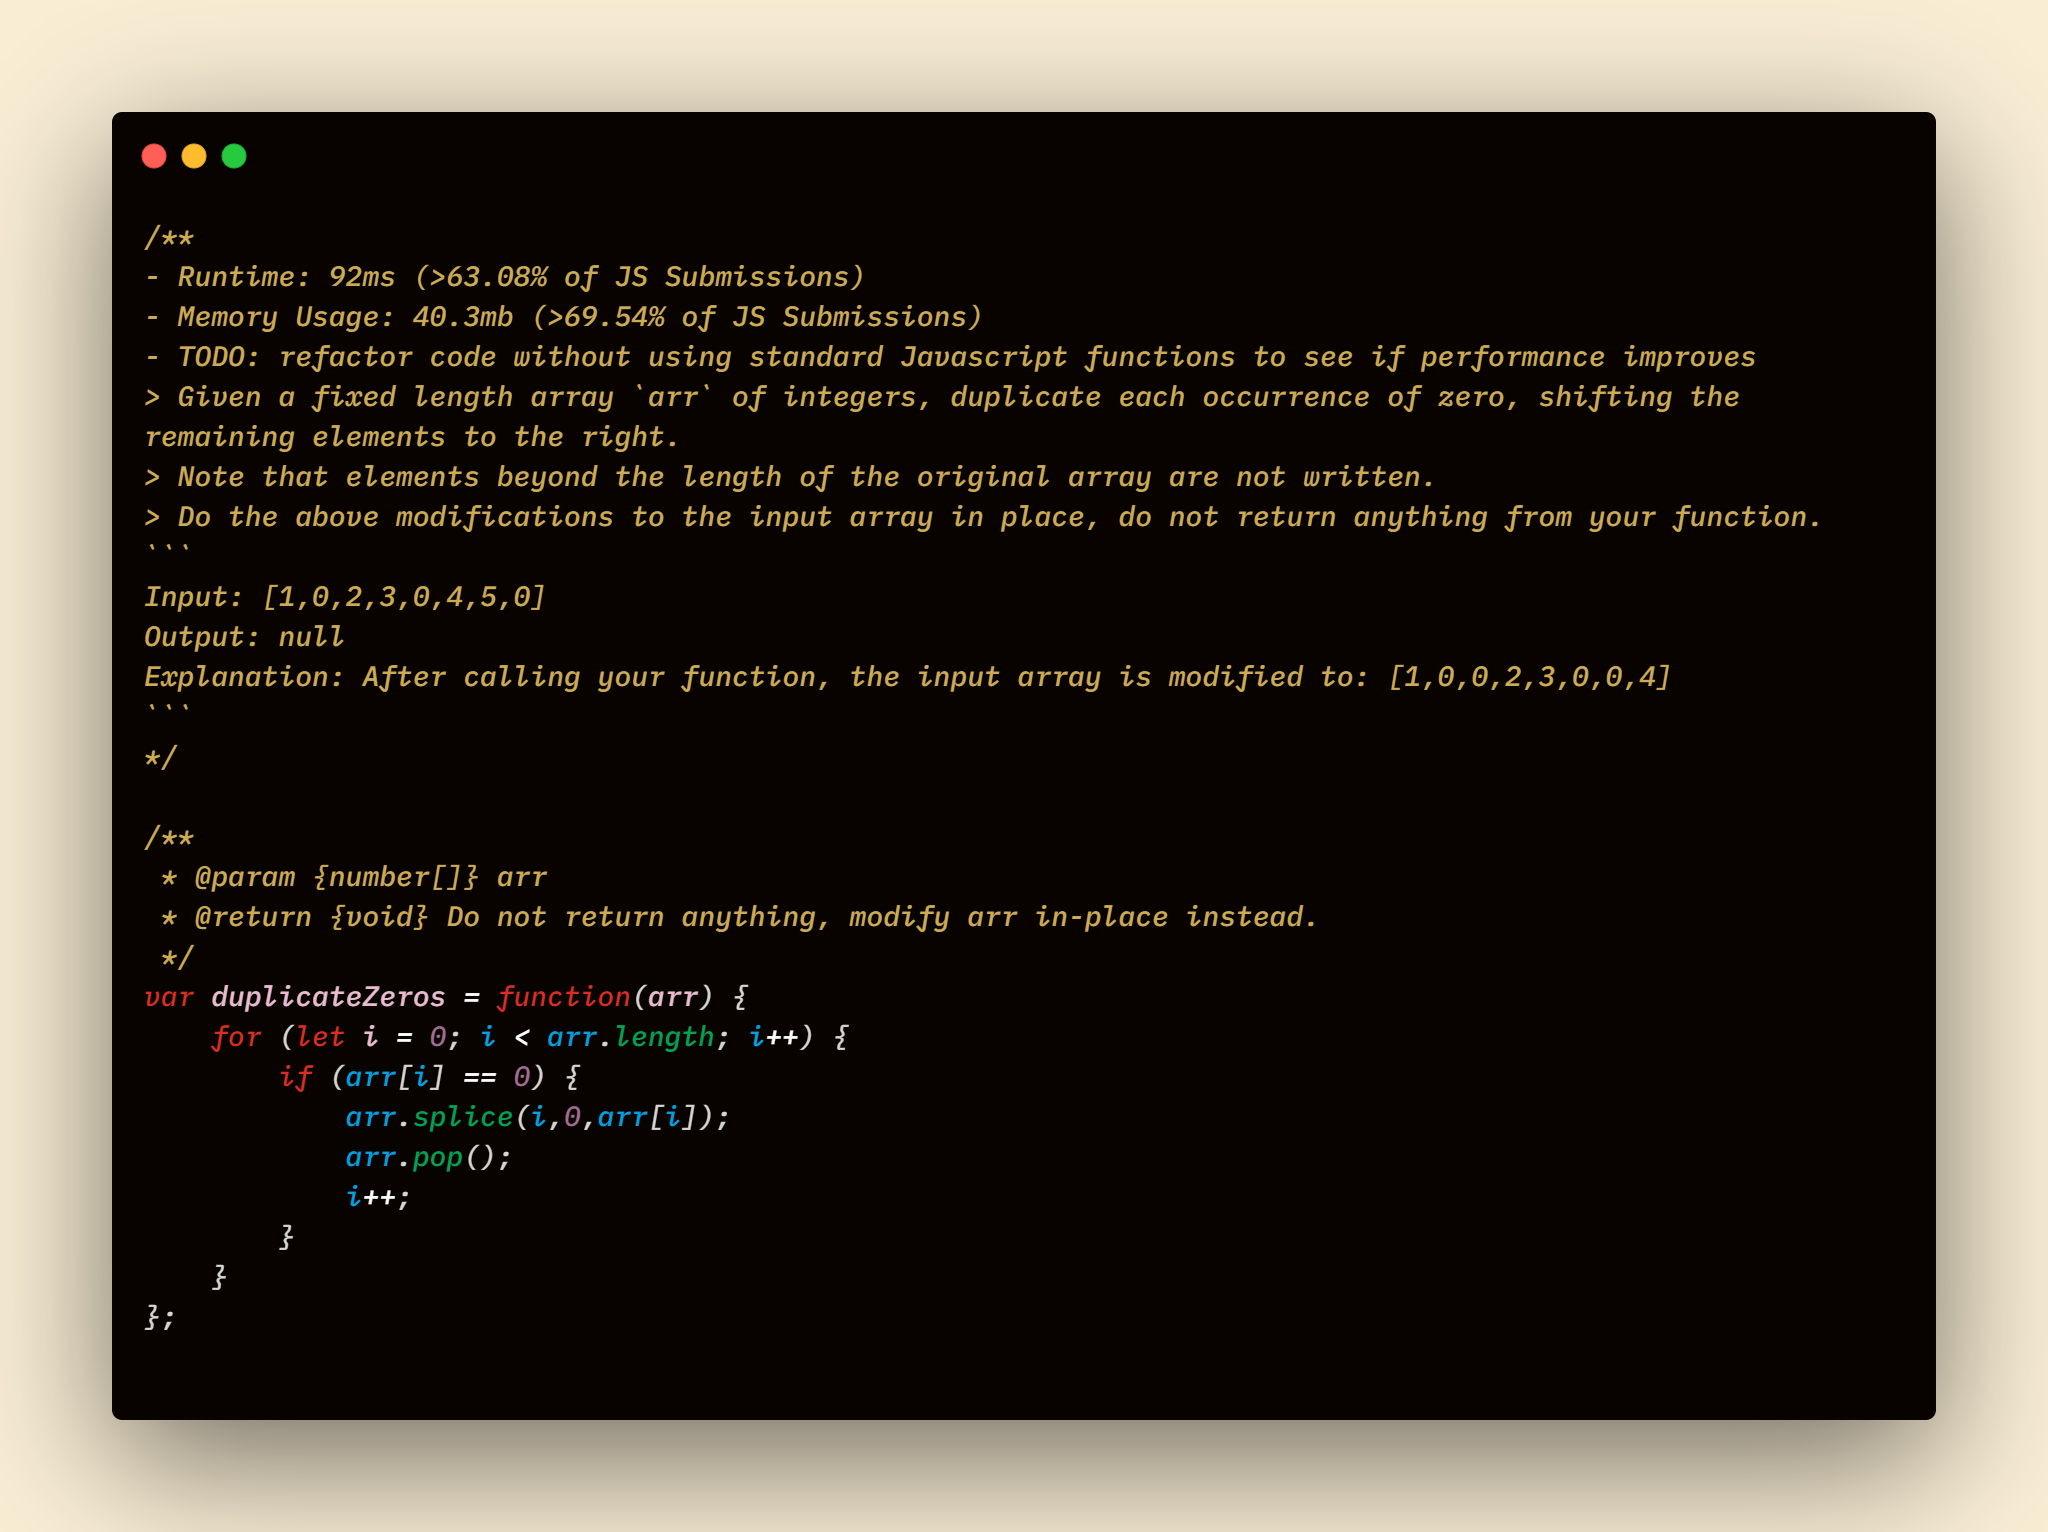 /**
- Runtime: 92ms (>63.08% of JS Submissions)
- Memory Usage: 40.3mb (>69.54% of JS Submissions)
- TODO: refactor code without using standard Javascript functions to see if performance improves
> Given a fixed length array `arr` of integers, duplicate each occurrence of zero, shifting the
remaining elements to the right.
> Note that elements beyond the length of the original array are not written.
> Do the above modifications to the input array in place, do not return anything from your function.
```
Input: [1,0,2,3,0,4,5,0]
Output: null
Explanation: After calling your function, the input array is modified to: [1,0,0,2,3,0,0,4]
```
*/

/**
 * @param {number[]} arr
 * @return {void} Do not return anything, modify arr in-place instead.
 */
var duplicateZeros = function(arr) {
    for (let i = 0; i < arr.length; i++) {
        if (arr[i] == 0) {
            arr.splice(i,0,arr[i]);
            arr.pop();
            i++;
        }
    }
};